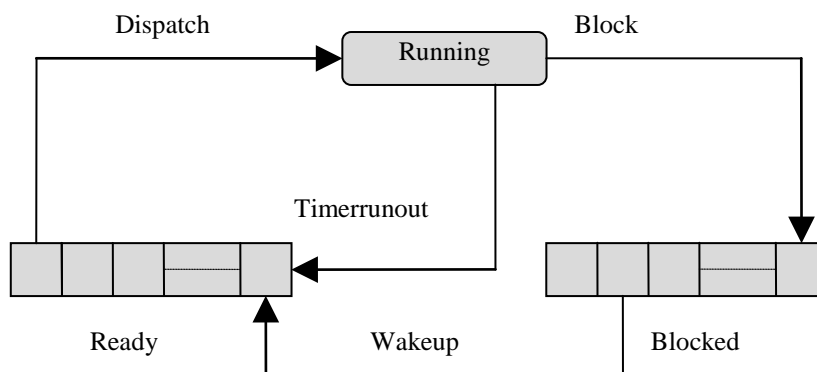 Dispatch
Block
Running
Timerrunout
Ready
Wakeup
Blocked